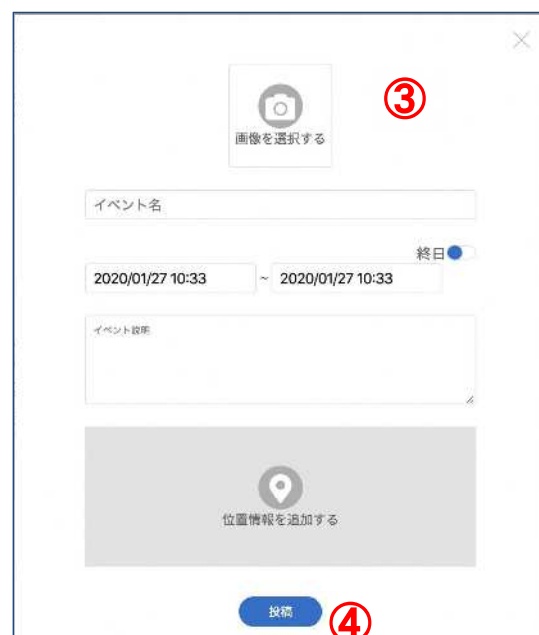 ③
画像を選択する
イベント名
終日
2020/01/27 10:33 ~ 2020/01/27 10:33
イベント説明
位置情報を追加する
投稿
④